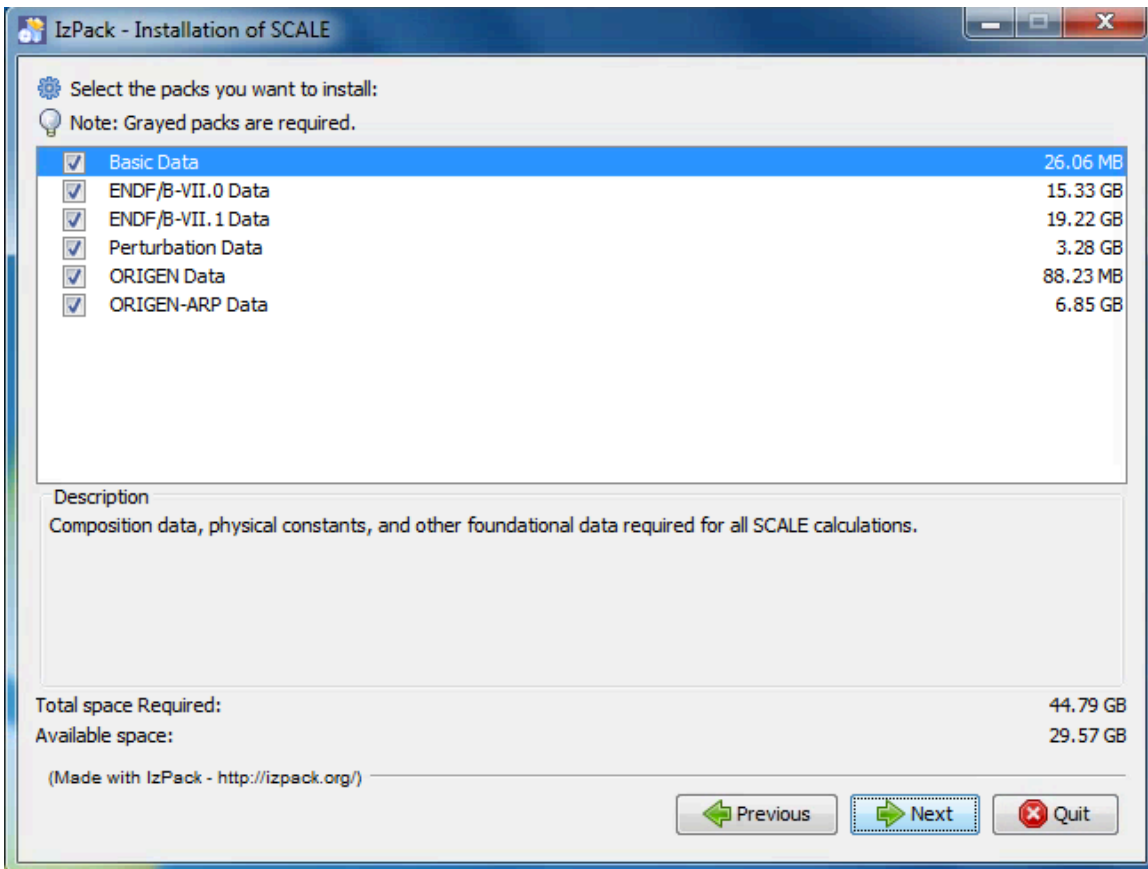 IzPack - Installation of SCALE
Select the packs you want to install:
Note: Grayed packs are required.
Basic Data 26.06 MB
ENDF/B-VII.0 Data 15.33 GB
ENDF/B-VII.1 Data 19.22 GB
Perturbation Data 3.28 GB
ORIGEN Data 88.23 MB
ORIGEN-ARP Data 6.85 GB
Description
Composition data, physical constants, and other foundational data required for all SCALE calculations.
Total space Required: 44.79 GB
Available space: 29.57 GB
(Made with IzPack - http://izpack.org/)
Previous Next Quit